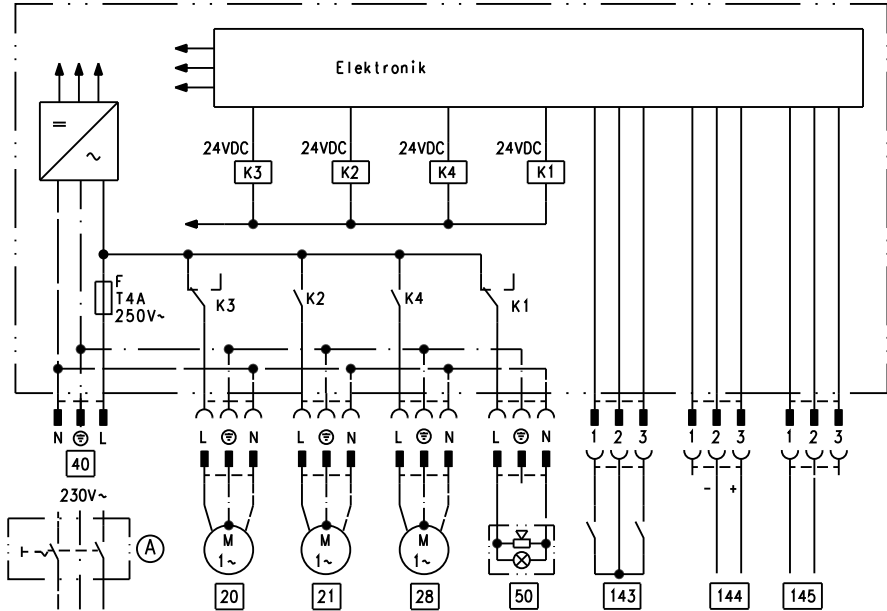 Elektronik
=
~
24VDC 24VDC 24VDC 24VDC
K3 K2 K4 K1
F
T4A
250V~
K3 K2 K4 K1
N L L N L N L N L N 1 2 3 1 2 3 1 2 3
40
230V~
- +
A
M M M
1~ 1~ 1~
20 21 28 50 143 144 145